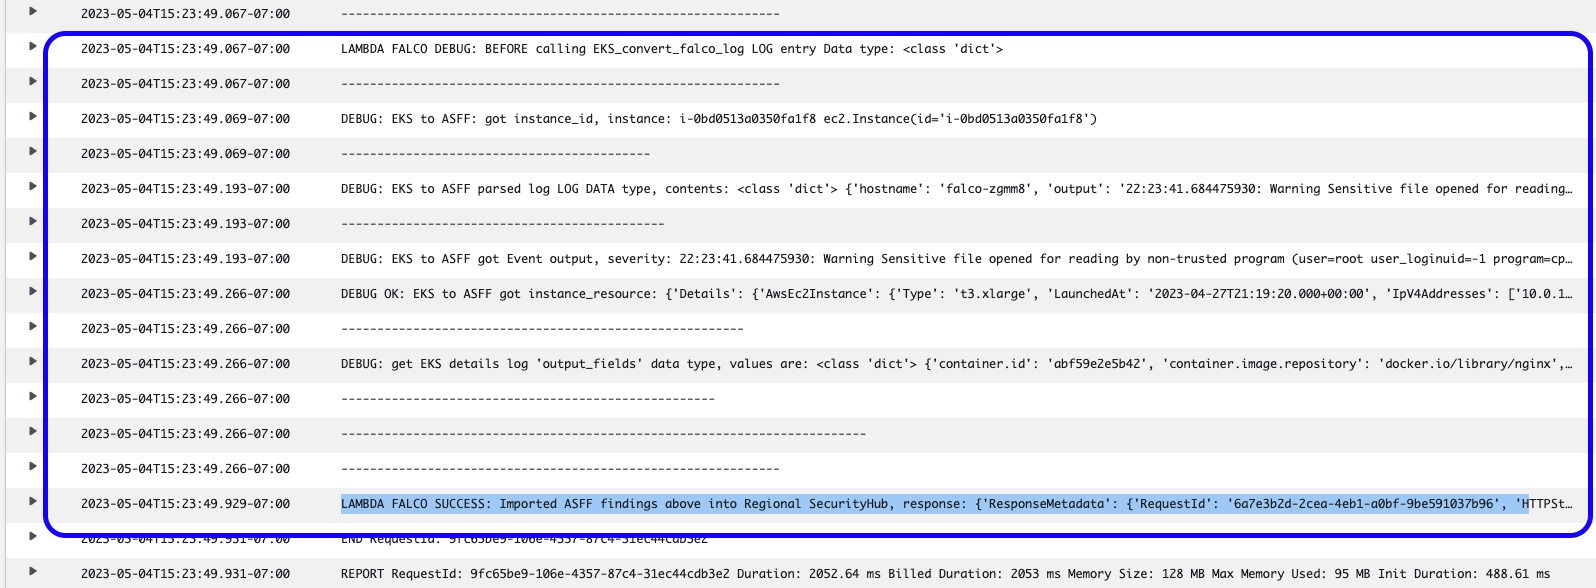 2023-05-04T15:23:49.067-07:00 -------------------------------------------------------------
2023-05-04T15:23:49.067-07:00 LAMBDA FALCO DEBUG: BEFORE calling EKS_convert_falco_log LOG entry Data type: <class 'dict'>
2023-05-04T15:23:49.067-07:00 -------------------------------------------------------------
2023-05-04T15:23:49.069-07:00 DEBUG: EKS to ASFF: got instance_id, instance: i-0bd0513a0350fa1f8 ec2.Instance(id='i-0bd0513a0350fa1f8')
2023-05-04T15:23:49.069-07:00 -------------------------------------------
2023-05-04T15:23:49.193-07:00 DEBUG: EKS to ASFF parsed log LOG DATA type, contents: <class 'dict'> {'hostname': 'falco-zgmm8', 'output': '22:23:41.684475930: Warning Sensitive file opened for reading…
2023-05-04T15:23:49.193-07:00 ---------------------------------------------
2023-05-04T15:23:49.193-07:00 DEBUG: EKS to ASFF got Event output, severity: 22:23:41.684475930: Warning Sensitive file opened for reading by non-trusted program (user=root user_loginuid=-1 program=cp…
2023-05-04T15:23:49.266-07:00 DEBUG OK: EKS to ASFF got instance_resource: {'Details': {'AwsEc2Instance': {'Type': 't3.xlarge', 'LaunchedAt': '2023-04-27T21:19:20.000+00:00', 'IpV4Addresses': ['10.0.1…
2023-05-04T15:23:49.266-07:00 --------------------------------------------------------
2023-05-04T15:23:49.266-07:00 DEBUG: get EKS details log 'output_fields' data type, values are: <class 'dict'> {'container.id': 'abf59e2e5b42', 'container.image.repository': 'docker.io/library/nginx',…
2023-05-04T15:23:49.266-07:00 ----------------------------------------------------
2023-05-04T15:23:49.266-07:00 -------------------------------------------------------------------------
2023-05-04T15:23:49.266-07:00 -------------------------------------------------------------
2023-05-04T15:23:49.929-07:00 LAMBDA FALCO SUCCESS: Imported ASFF findings above into Regional SecurityHub, response: {'ResponseMetadata': {'RequestId': '6a7e3b2d-2cea-4eb1-a0bf-9be591037b96', 'HTTPSt…
2023-05-04T15:23:49.931-07:00 END RequestId: 9fc65be9-106e-4357-87c4-31ec44cdb3e2
2023-05-04T15:23:49.931-07:00 REPORT RequestId: 9fc65be9-106e-4357-87c4-31ec44cdb3e2 Duration: 2052.64 ms Billed Duration: 2053 ms Memory Size: 128 MB Max Memory Used: 95 MB Init Duration: 488.61 ms